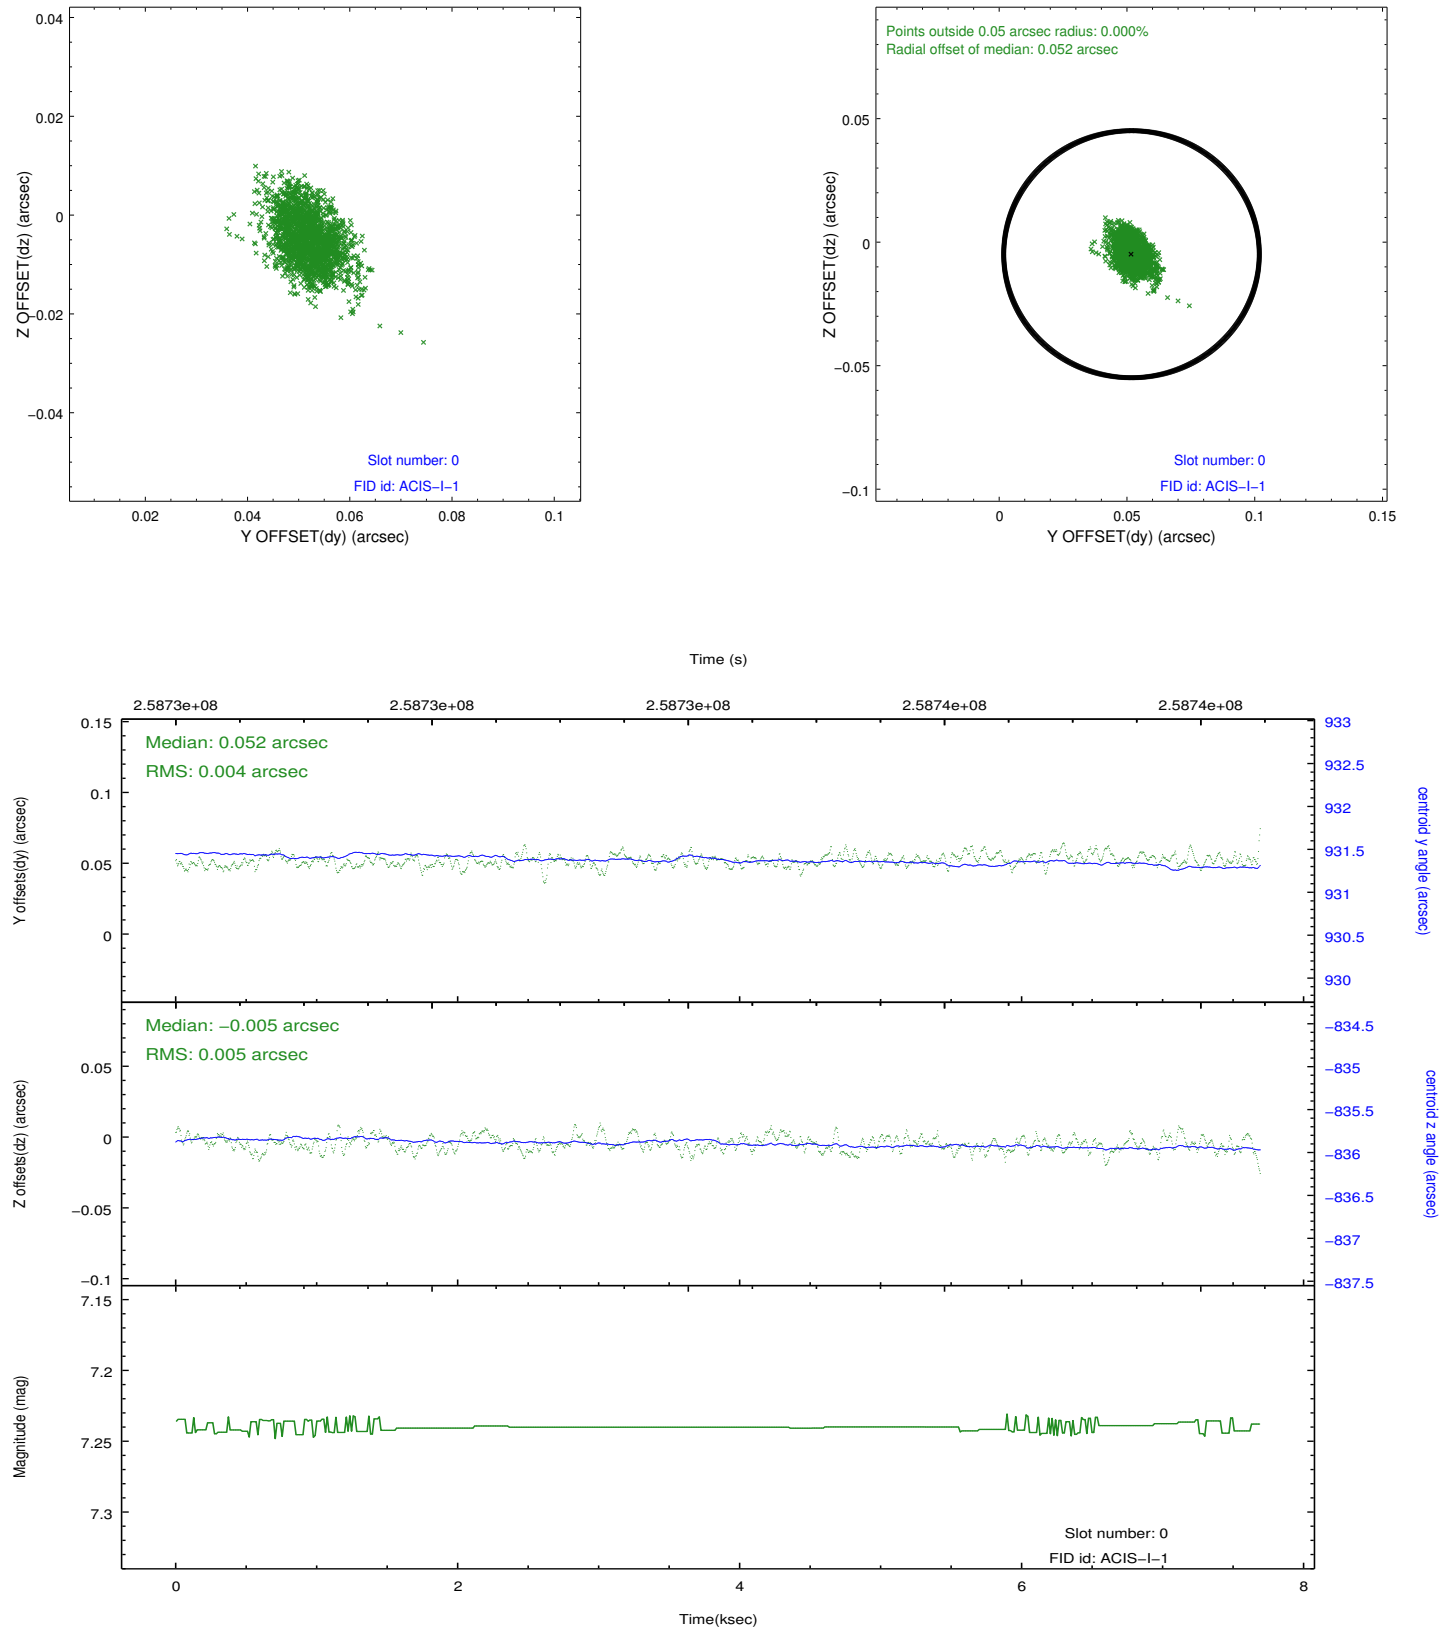 0.04
0.02
0
−0.02
−0.04
Z OFFSET(dz) (arcsec)
Slot number: 0
FID id: ACIS−I−1
0.02 0.04 0.06 0.08 0.1
Y OFFSET(dy) (arcsec)
Points outside 0.05 arcsec radius: 0.000%
Radial offset of median: 0.052 arcsec
0.05
0
−0.05
−0.1
Z OFFSET(dz) (arcsec)
Slot number: 0
FID id: ACIS−I−1
0 0.05 0.1 0.15
Y OFFSET(dy) (arcsec)
Time (s)
2.5873e+08 2.5873e+08 2.5873e+08 2.5874e+08 2.5874e+08
Median: 0.052 arcsec
RMS: 0.004 arcsec
0.15
0.1
0.05
0
Y offsets(dy) (arcsec)
933
932.5
932
931.5
931
930.5
930
centroid y angle (arcsec)
Median: −0.005 arcsec
RMS: 0.005 arcsec
0.05
0
−0.05
−0.1
Z offsets(dz) (arcsec)
−834.5
−835
−835.5
−836
−836.5
−837
−837.5
centroid z angle (arcsec)
7.15
7.2
7.25
7.3
Magnitude (mag)
Slot number: 0
FID id: ACIS−I−1
0 2 4 6 8
Time(ksec)